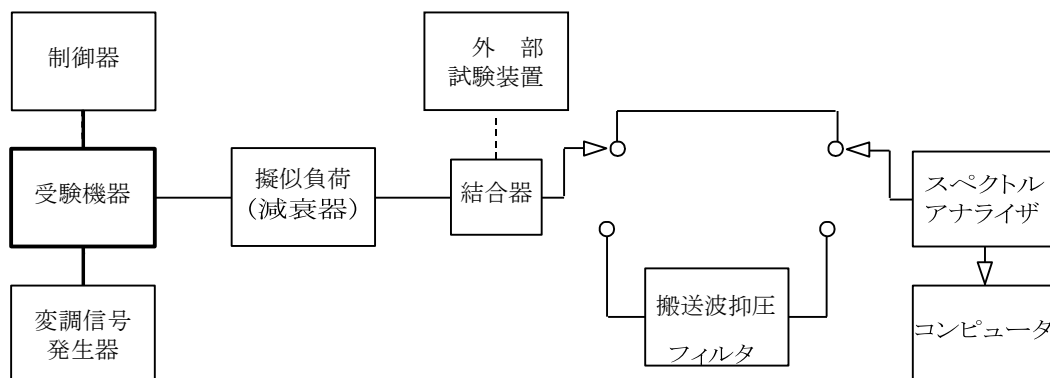 制御器
外　部
試験装置
受験機器
擬似負荷
（減衰器）
結合器
スペクトル
アナライザ
変調信号
発生器
搬送波抑圧
フィルタ
コンピュータ